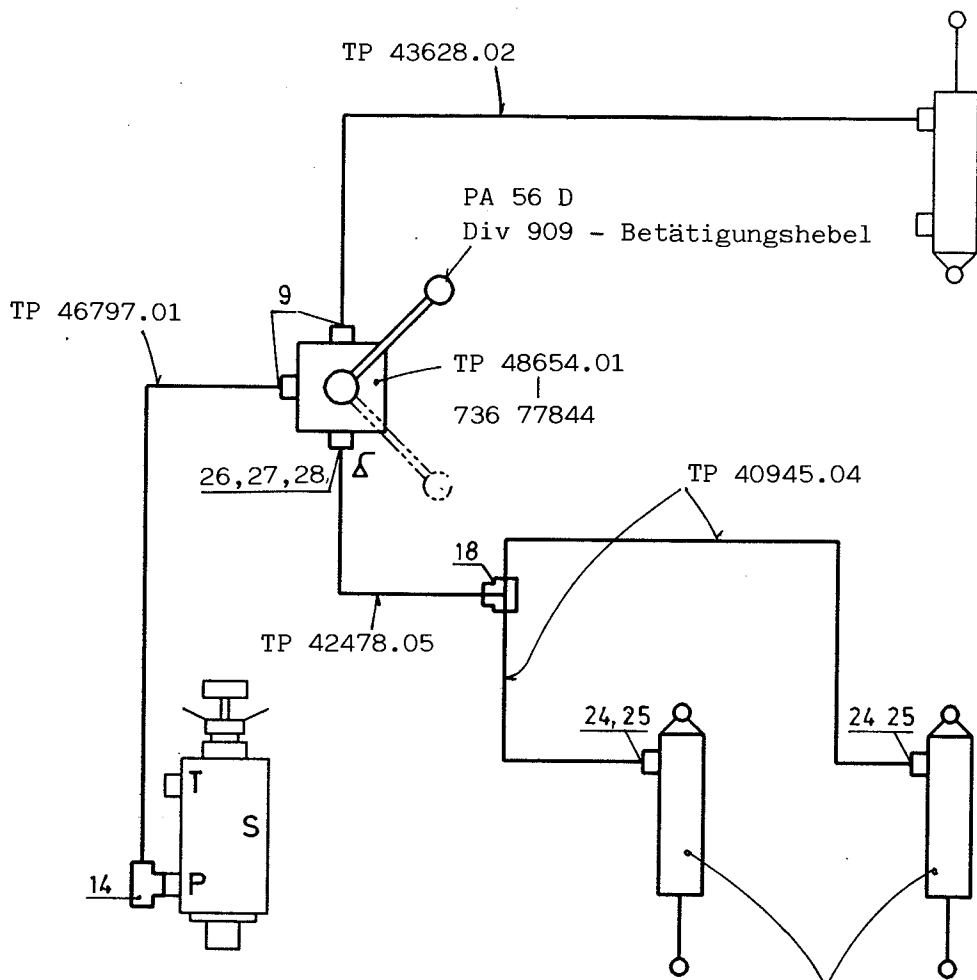 TP 43628.02
PA 56 D
Div 909 - Betätigungshebel
TP 46797.01
9
TP 48654.01
736 77844
26,27,28
TP 40945.04
18
TP 42478.05
24,25
24 25
T
S
P
14